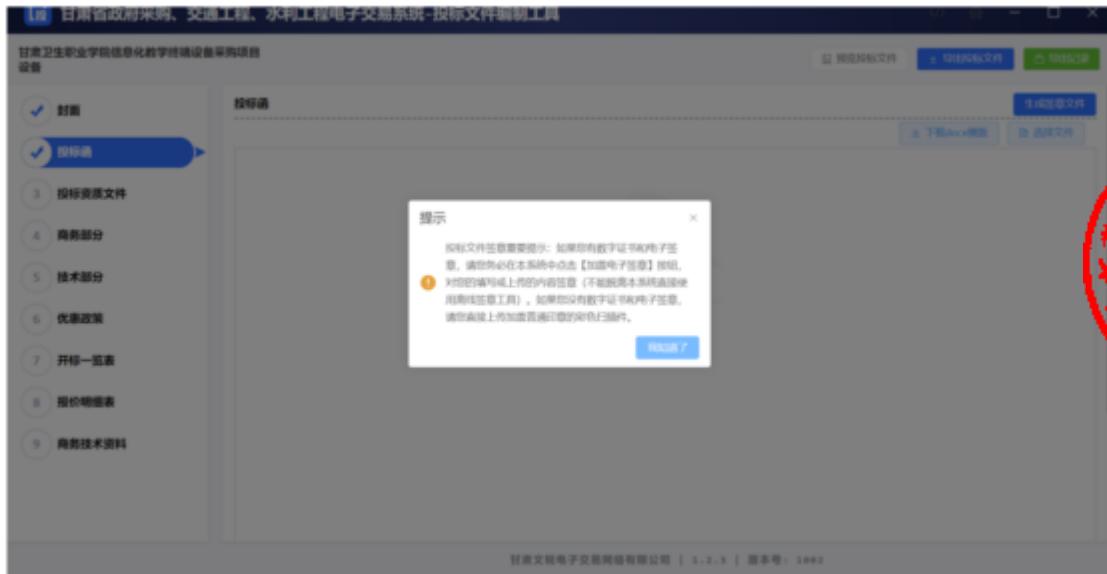 甘肃省政府采购、交通工程、水利工程电子交易系统-投标文件编制工具
甘肃卫生职业学院信息化教学终端设备采购项目
设备
预览投标文件
导出投标文件
导出记录
封面
投标函
生成签章文件
投标函
下载docx模板
选择文件
3 投标资质文件
4 商务部分
5 技术部分
6 优惠政策
7 开标一览表
8 报价明细表
9 商务技术资料
提示
投标文件签章重要提示：如果您有数字证书和电子签
章，请您务必在本系统中点击【加盖电子签章】按钮，
对您的填写或上传的内容签章（不能脱离本系统直接使
用离线签章工具）。如果您没有数字证书和电子签章，
请您直接上传加盖普通印章的彩色扫描件。
我知道了
甘肃文锐电子交易网络有限公司 | 1.2.3 | 版本号: 1002